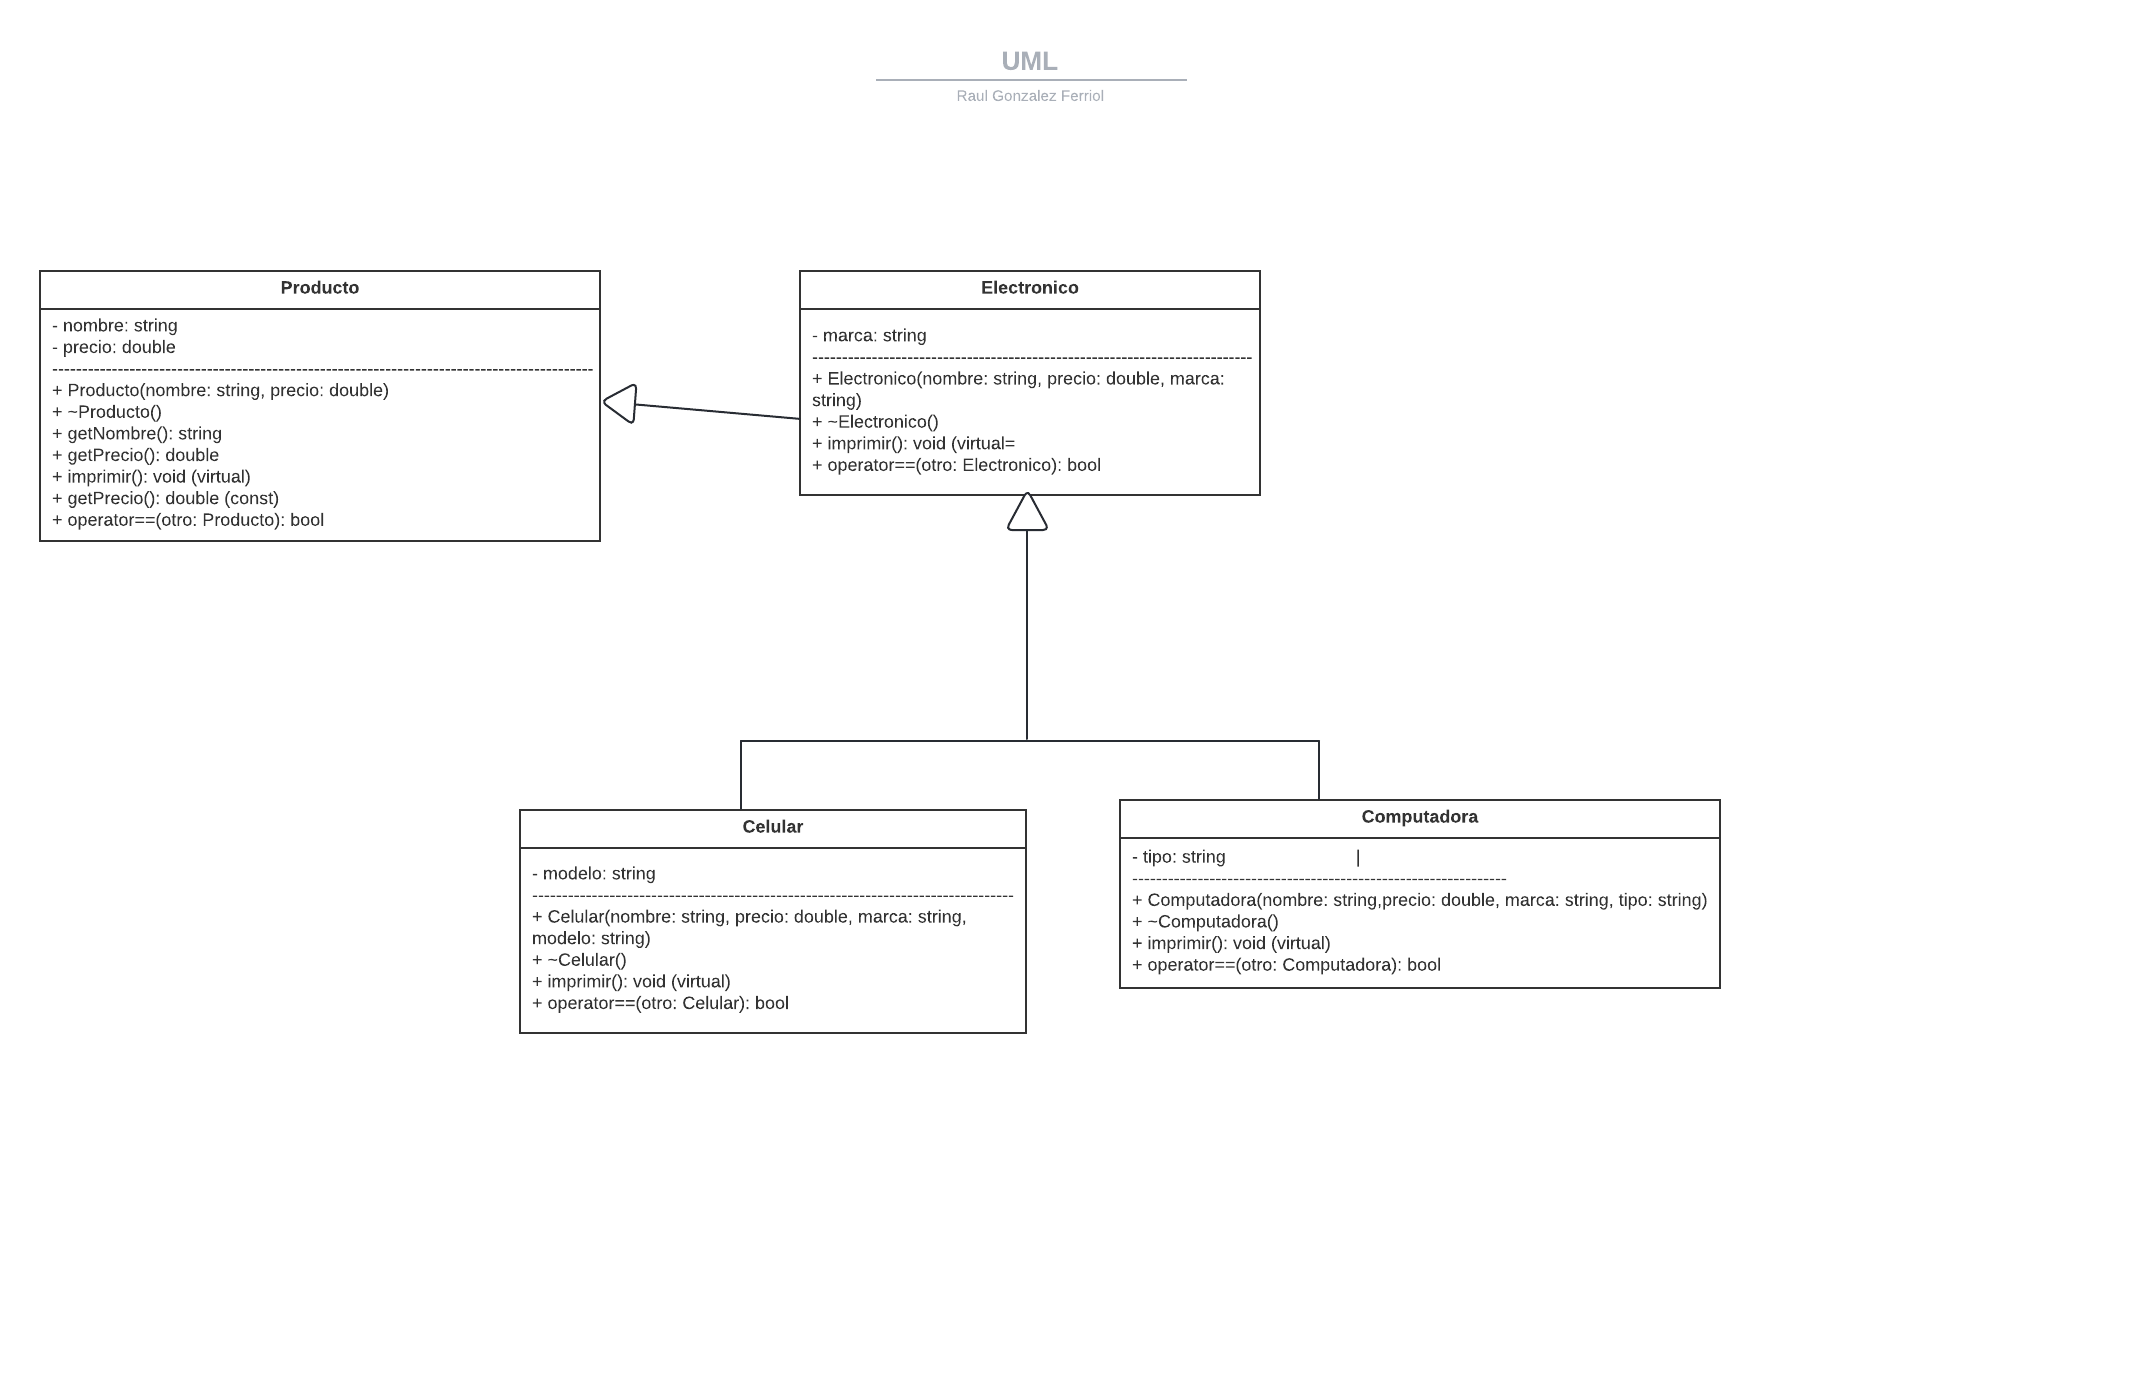 UML
Raul Gonzalez Ferriol
Producto
- nombre: string
- precio: double
------------------------------------------------------------------------------------------
+ Producto(nombre: string, precio: double)
+ ~Producto()
+ getNombre(): string
+ getPrecio(): double
+ imprimir(): void (virtual)
+ getPrecio(): double (const)
+ operator==(otro: Producto): bool
Electronico
- marca: string
-------------------------------------------------------------------------
+ Electronico(nombre: string, precio: double, marca:
string)
+ ~Electronico()
+ imprimir(): void (virtual=
+ operator==(otro: Electronico): bool
Celular
- modelo: string
--------------------------------------------------------------------------------
+ Celular(nombre: string, precio: double, marca: string,
modelo: string)
+ ~Celular()
+ imprimir(): void (virtual)
+ operator==(otro: Celular): bool
Computadora
- tipo: string |
--------------------------------------------------------------
+ Computadora(nombre: string,precio: double, marca: string, tipo: string)
+ ~Computadora()
+ imprimir(): void (virtual)
+ operator==(otro: Computadora): bool